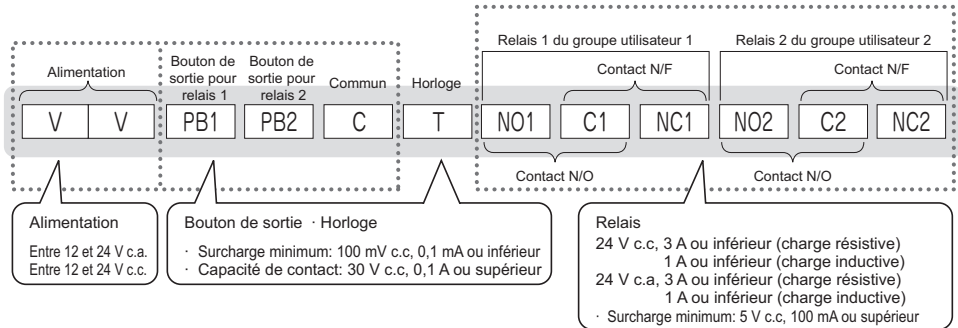 Relais 1 du groupe utilisateur 1
Relais 2 du groupe utilisateur 2
Alimentation
Bouton de
sortie pour
relais 1
Bouton de
sortie pour
relais 2
Commun
Horloge
Contact N/F
Contact N/F
V V PB1 PB2 C T NO1 C1 NC1 NO2 C2 NC2
Contact N/O
Contact N/O
Alimentation
Entre 12 et 24 V c.a.
Entre 12 et 24 V c.c.
Bouton de sortie · Horloge
· Surcharge minimum: 100 mV c.c, 0,1 mA ou inférieur
· Capacité de contact: 30 V c.c, 0,1 A ou supérieur
Relais
24 V c.c, 3 A ou inférieur (charge résistive)
1 A ou inférieur (charge inductive)
24 V c.a, 3 A ou inférieur (charge résistive)
1 A ou inférieur (charge inductive)
· Surcharge minimum: 5 V c.c, 100 mA ou supérieur